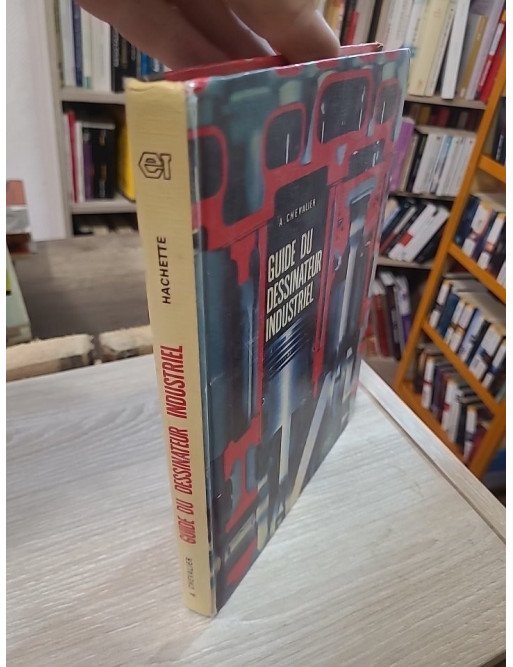 A. CHEVALIER
GUIDE DU
DESSINATEUR
INDUSTRIEL
A. CHEVALIER
GUIDE DU DESSINATEUR INDUSTRIEL
HACHETTE